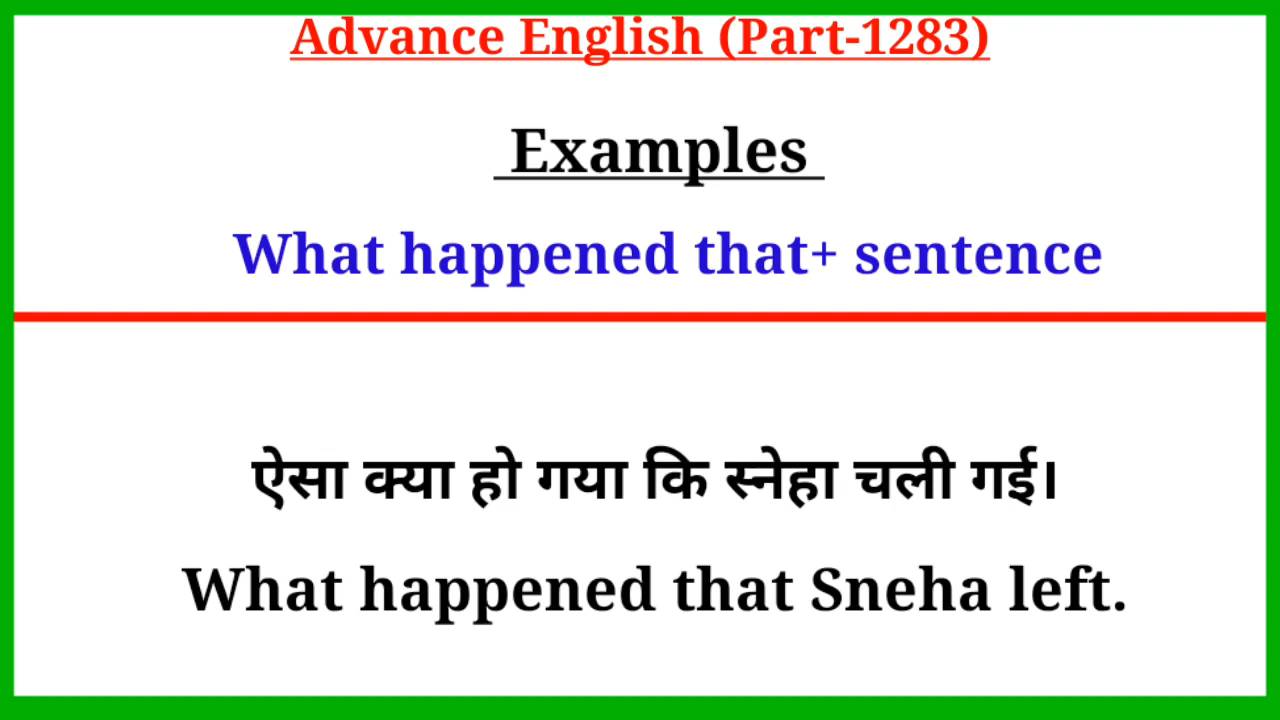 Advance English (Part-1283)
Examples
What happened that+ sentence
ऐसा क्या हो गया कि स्नेहा चली गई।
What happened that Sneha left.